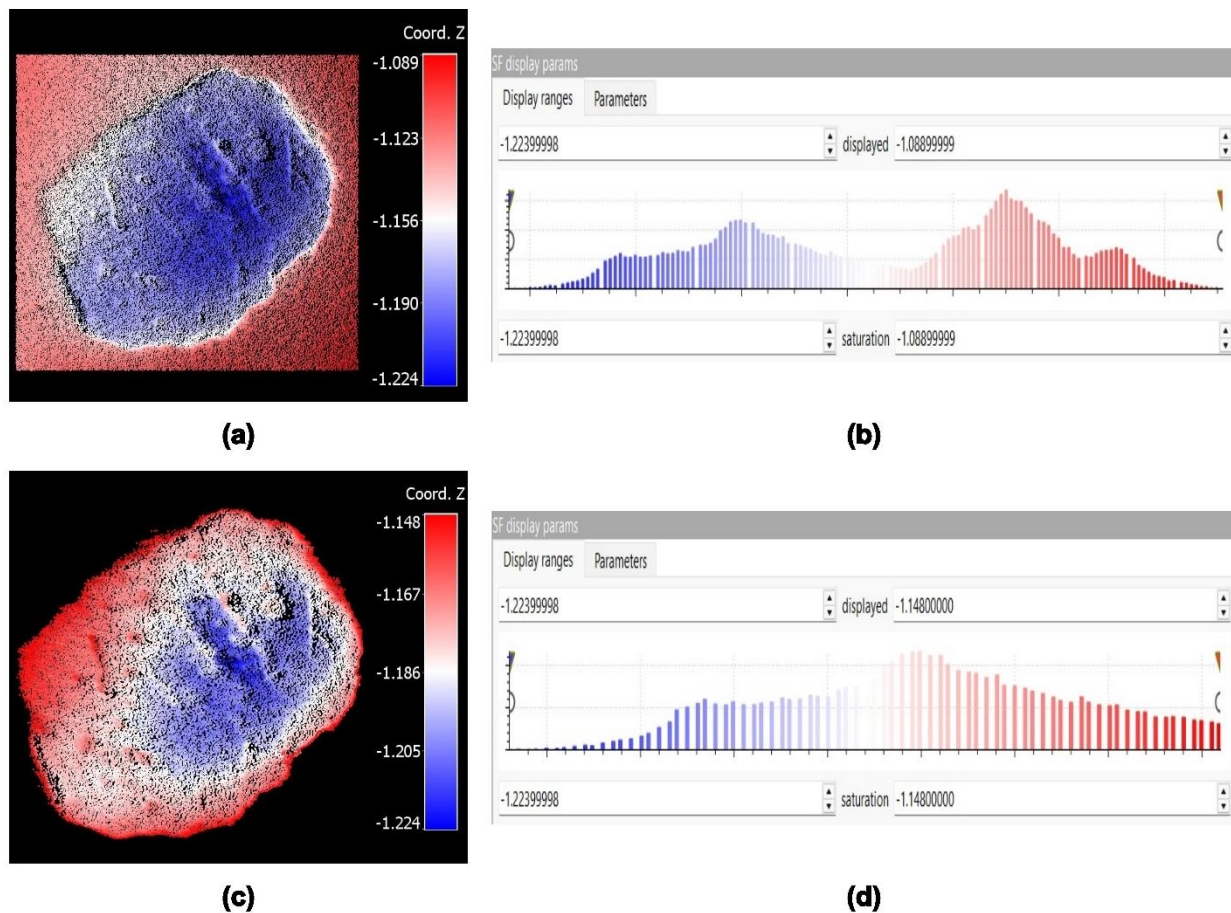 Coord. Z
-1.089
-1.123
-1.156
-1.190
-1.224
(a)
SF display params
Display ranges Parameters
-1.22399998 displayed -1.08899999
-1.22399998 saturation -1.08899999
(b)
Coord. Z
-1.148
-1.167
-1.186
-1.205
-1.224
(c)
SF display params
Display ranges Parameters
-1.22399998 displayed -1.14800000
-1.22399998 saturation -1.14800000
(d)